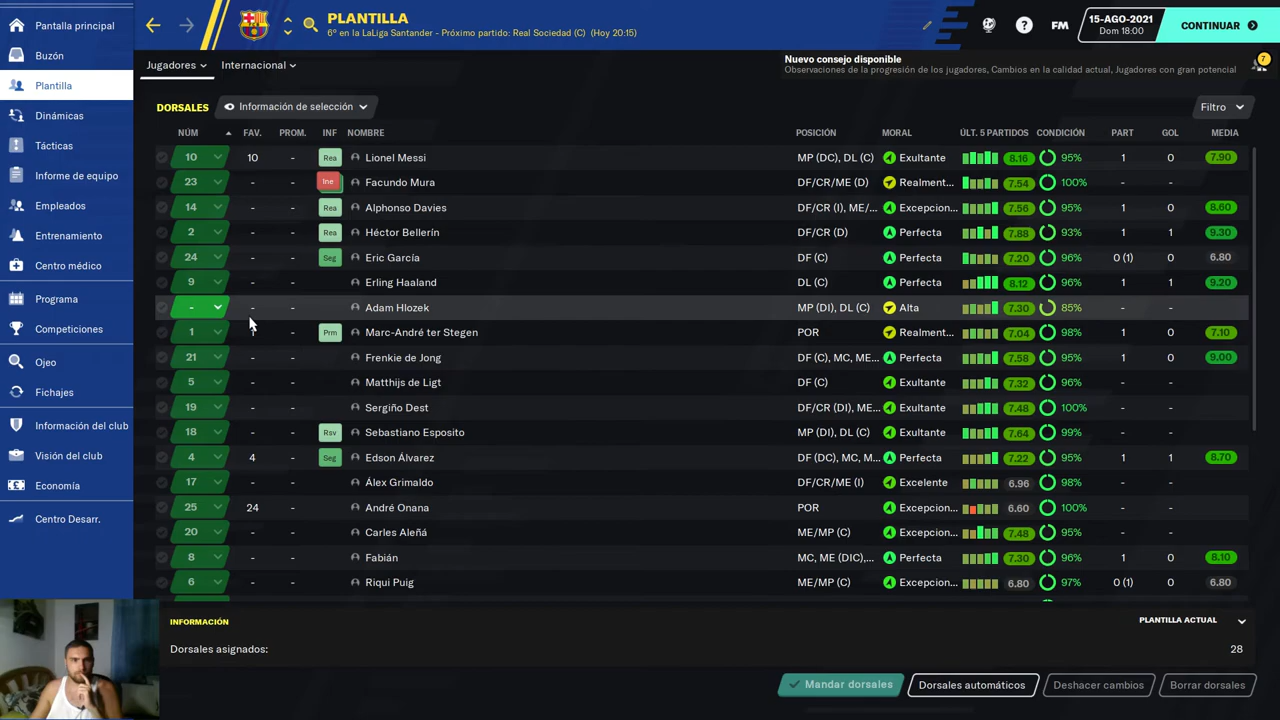 Pantalla principal
Buzón
Plantilla
Dinámicas
Tácticas
Informe de equipo
Empleados
Entrenamiento
Centro médico
Programa
Competiciones
Ojeo
Fichajes
Información del club
Visión del club
Economía
Centro Desarr.
PLANTILLA
6º en la LaLiga Santander - Próximo partido: Real Sociedad (C) (Hoy 20:15)
FM
15-AGO-2021
Dom 18:00
CONTINUAR
Jugadores
Internacional
Nuevo consejo disponible
Observaciones de la progresión de los jugadores, Cambios en la calidad actual, Jugadores con gran potencial
7
DORSALES
Información de selección
Filtro
NÚM FAV. PROM. INF NOMBRE POSICIÓN MORAL ÚLT. 5 PARTIDOS CONDICIÓN PART GOL MEDIA
10 10 - Rea Lionel Messi MP (DC), DL (C) Exultante 8.16 95% 1 0 7.90
23 - - Ine Facundo Mura DF/CR/ME (D) Realment... 7.54 100% - - -
14 - - Rea Alphonso Davies DF/CR (I), ME/... Excepcion... 7.56 95% 1 0 8.60
2 - - Rea Héctor Bellerín DF/CR (D) Perfecta 7.88 93% 1 1 9.30
24 - - Seg Eric García DF (C) Perfecta 7.20 96% 0 (1) 0 6.80
9 - - Erling Haaland DL (C) Perfecta 8.12 96% 1 1 9.20
- - - Adam Hlozek MP (DI), DL (C) Alta 7.30 85% - - -
1 - Prm Marc-André ter Stegen POR Realment... 7.04 98% 1 0 7.10
21 - - Frenkie de Jong DF (C), MC, ME... Perfecta 7.58 95% 1 0 9.00
5 - - Matthijs de Ligt DF (C) Exultante 7.32 96% - - -
19 - - Sergiño Dest DF/CR (DI), ME... Exultante 7.48 100% - - -
18 - - Rsv Sebastiano Esposito MP (DI), DL (C) Exultante 7.64 99% - - -
4 4 - Seg Edson Álvarez DF (DC), MC, M... Perfecta 7.22 95% 1 1 8.70
17 - - Álex Grimaldo DF/CR/ME (I) Excelente 6.96 98% - - -
25 24 - André Onana POR Excepcion... 6.60 100% - - -
20 - - Carles Aleñá ME/MP (C) Excepcion... 7.48 95% - - -
8 - - Fabián MC, ME (DIC),... Perfecta 7.30 96% 1 0 8.10
6 - - Riqui Puig ME/MP (C) Excepcion... 6.80 97% 0 (1) 0 6.80
INFORMACIÓN
PLANTILLA ACTUAL
Dorsales asignados: 28
Mandar dorsales
Dorsales automáticos
Deshacer cambios
Borrar dorsales